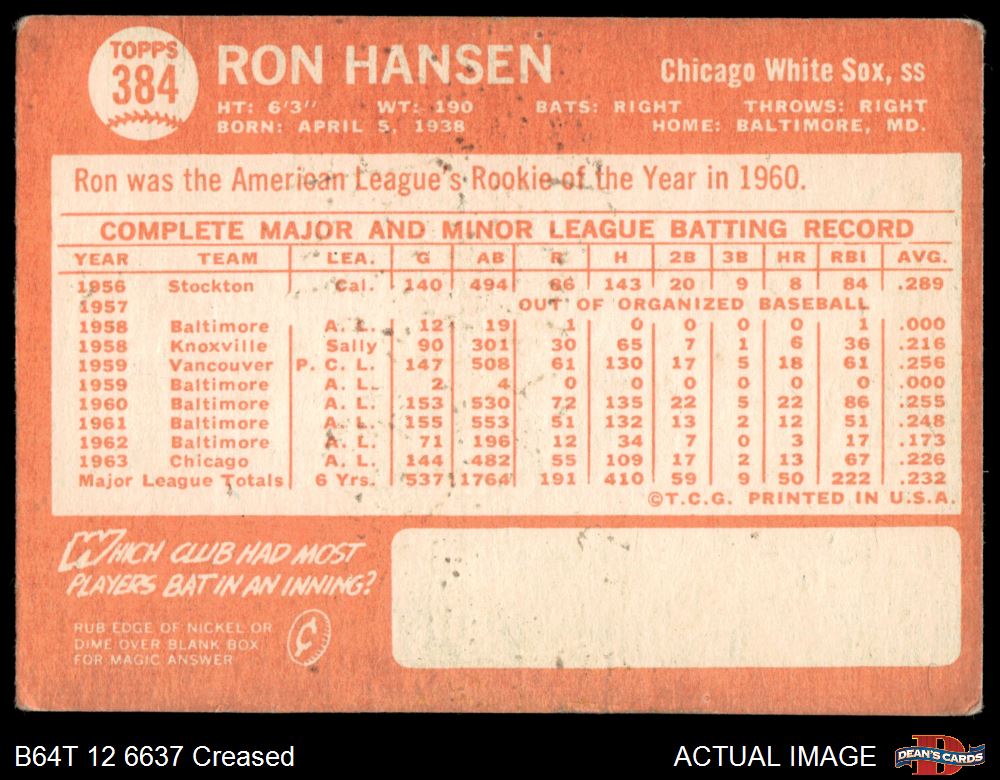 TOPPS
384
RON HANSEN
Chicago White Sox, SS
HT: 6'3" WT: 190 BATS: RIGHT THROWS: RIGHT
BORN: APRIL 5, 1938 HOME: BALTIMORE, MD.
Ron was the American League's Rookie of the Year in 1960.
COMPLETE MAJOR AND MINOR LEAGUE BATTING RECORD
YEAR TEAM LEA. G AB R H 2B 3B HR RBI AVG.
1956 Stockton Cal. 140 494 66 143 20 9 8 84 .289
1957 OUT OF ORGANIZED BASEBALL
1958 Baltimore A. L. 12 19 1 0 0 0 0 1 .000
1958 Knoxville Sally 90 301 30 65 7 1 6 36 .216
1959 Vancouver P. C. L. 147 508 61 130 17 5 18 61 .256
1959 Baltimore A. L. 2 4 0 0 0 0 0 0 .000
1960 Baltimore A. L. 153 530 72 135 22 5 22 86 .255
1961 Baltimore A. L. 155 553 51 132 13 2 12 51 .248
1962 Baltimore A. L. 71 196 12 34 7 0 3 17 .173
1963 Chicago A. L. 144 482 55 109 17 2 13 67 .226
Major League Totals 6 Yrs. 537 1764 191 410 59 9 50 222 .232
©T.C.G. PRINTED IN U.S.A.
WHICH CLUB HAD MOST
PLAYERS BAT IN AN INNING?
RUB EDGE OF NICKEL OR
DIME OVER BLANK BOX
FOR MAGIC ANSWER
B64T 12 6637 Creased
ACTUAL IMAGE
D
DEAN'S CARDS